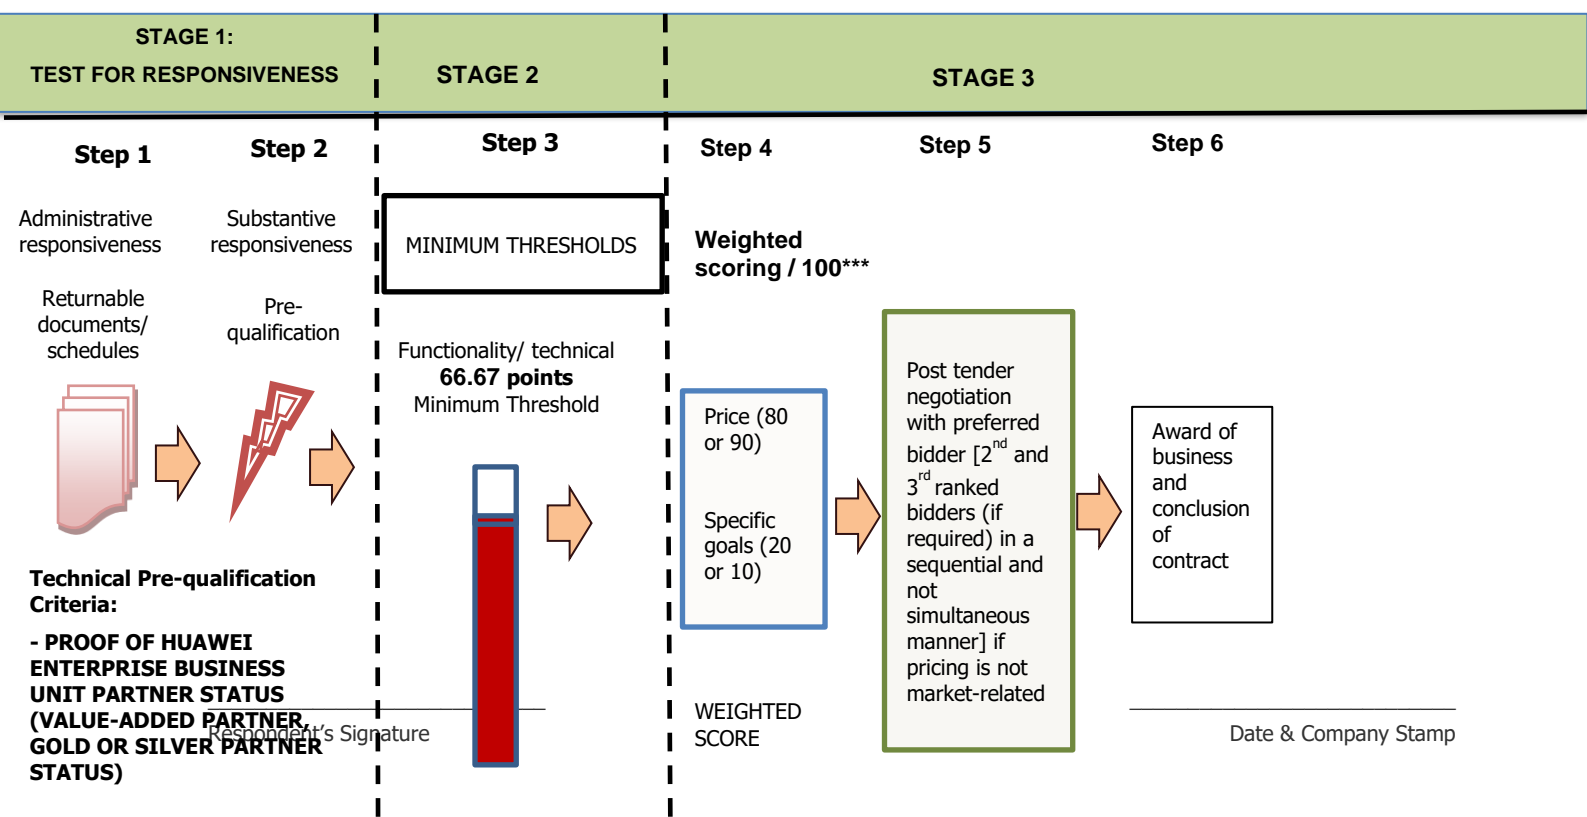 STAGE 1:
TEST FOR RESPONSIVENESS
STAGE 2
STAGE 3
Step 1
Step 2
Step 3
Step 4
Step 5
Step 6
Administrative
responsiveness
Substantive
responsiveness
MINIMUM THRESHOLDS
Weighted
scoring / 100***
Returnable
documents/
schedules
Pre-
qualification
Functionality/ technical
66.67 points
Minimum Threshold
Price (80
or 90)
Specific
goals (20
or 10)
Post tender
negotiation
with preferred
bidder [2nd and
3rd ranked
bidders (if
required) in a
sequential and
not
simultaneous
manner] if
pricing is not
market-related
Award of
business
and
conclusion
of
contract
Technical Pre-qualification
Criteria:
- PROOF OF HUAWEI
ENTERPRISE BUSINESS
UNIT PARTNER STATUS
(VALUE-ADDED PARTNER,
GOLD OR SILVER PARTNER
STATUS)
WEIGHTED
SCORE
Respondent's Signature
Date & Company Stamp